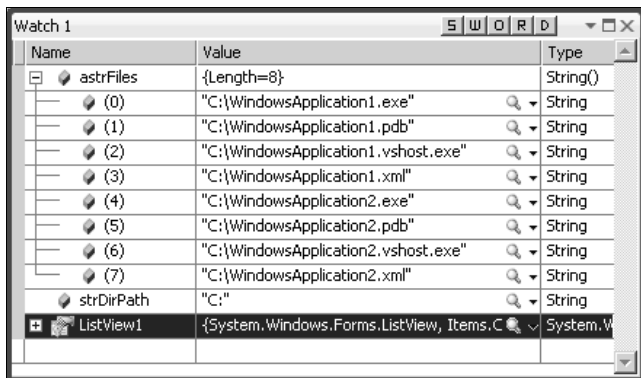 Watch 1 S W O R D
Name Value Type
astrFiles {Length=8} String()
(0) "C:\WindowsApplication1.exe" String
(1) "C:\WindowsApplication1.pdb" String
(2) "C:\WindowsApplication1.vshost.exe" String
(3) "C:\WindowsApplication1.xml" String
(4) "C:\WindowsApplication2.exe" String
(5) "C:\WindowsApplication2.pdb" String
(6) "C:\WindowsApplication2.vshost.exe" String
(7) "C:\WindowsApplication2.xml" String
strDirPath "C:" String
ListView1 {System.Windows.Forms.ListView, Items.C System.W